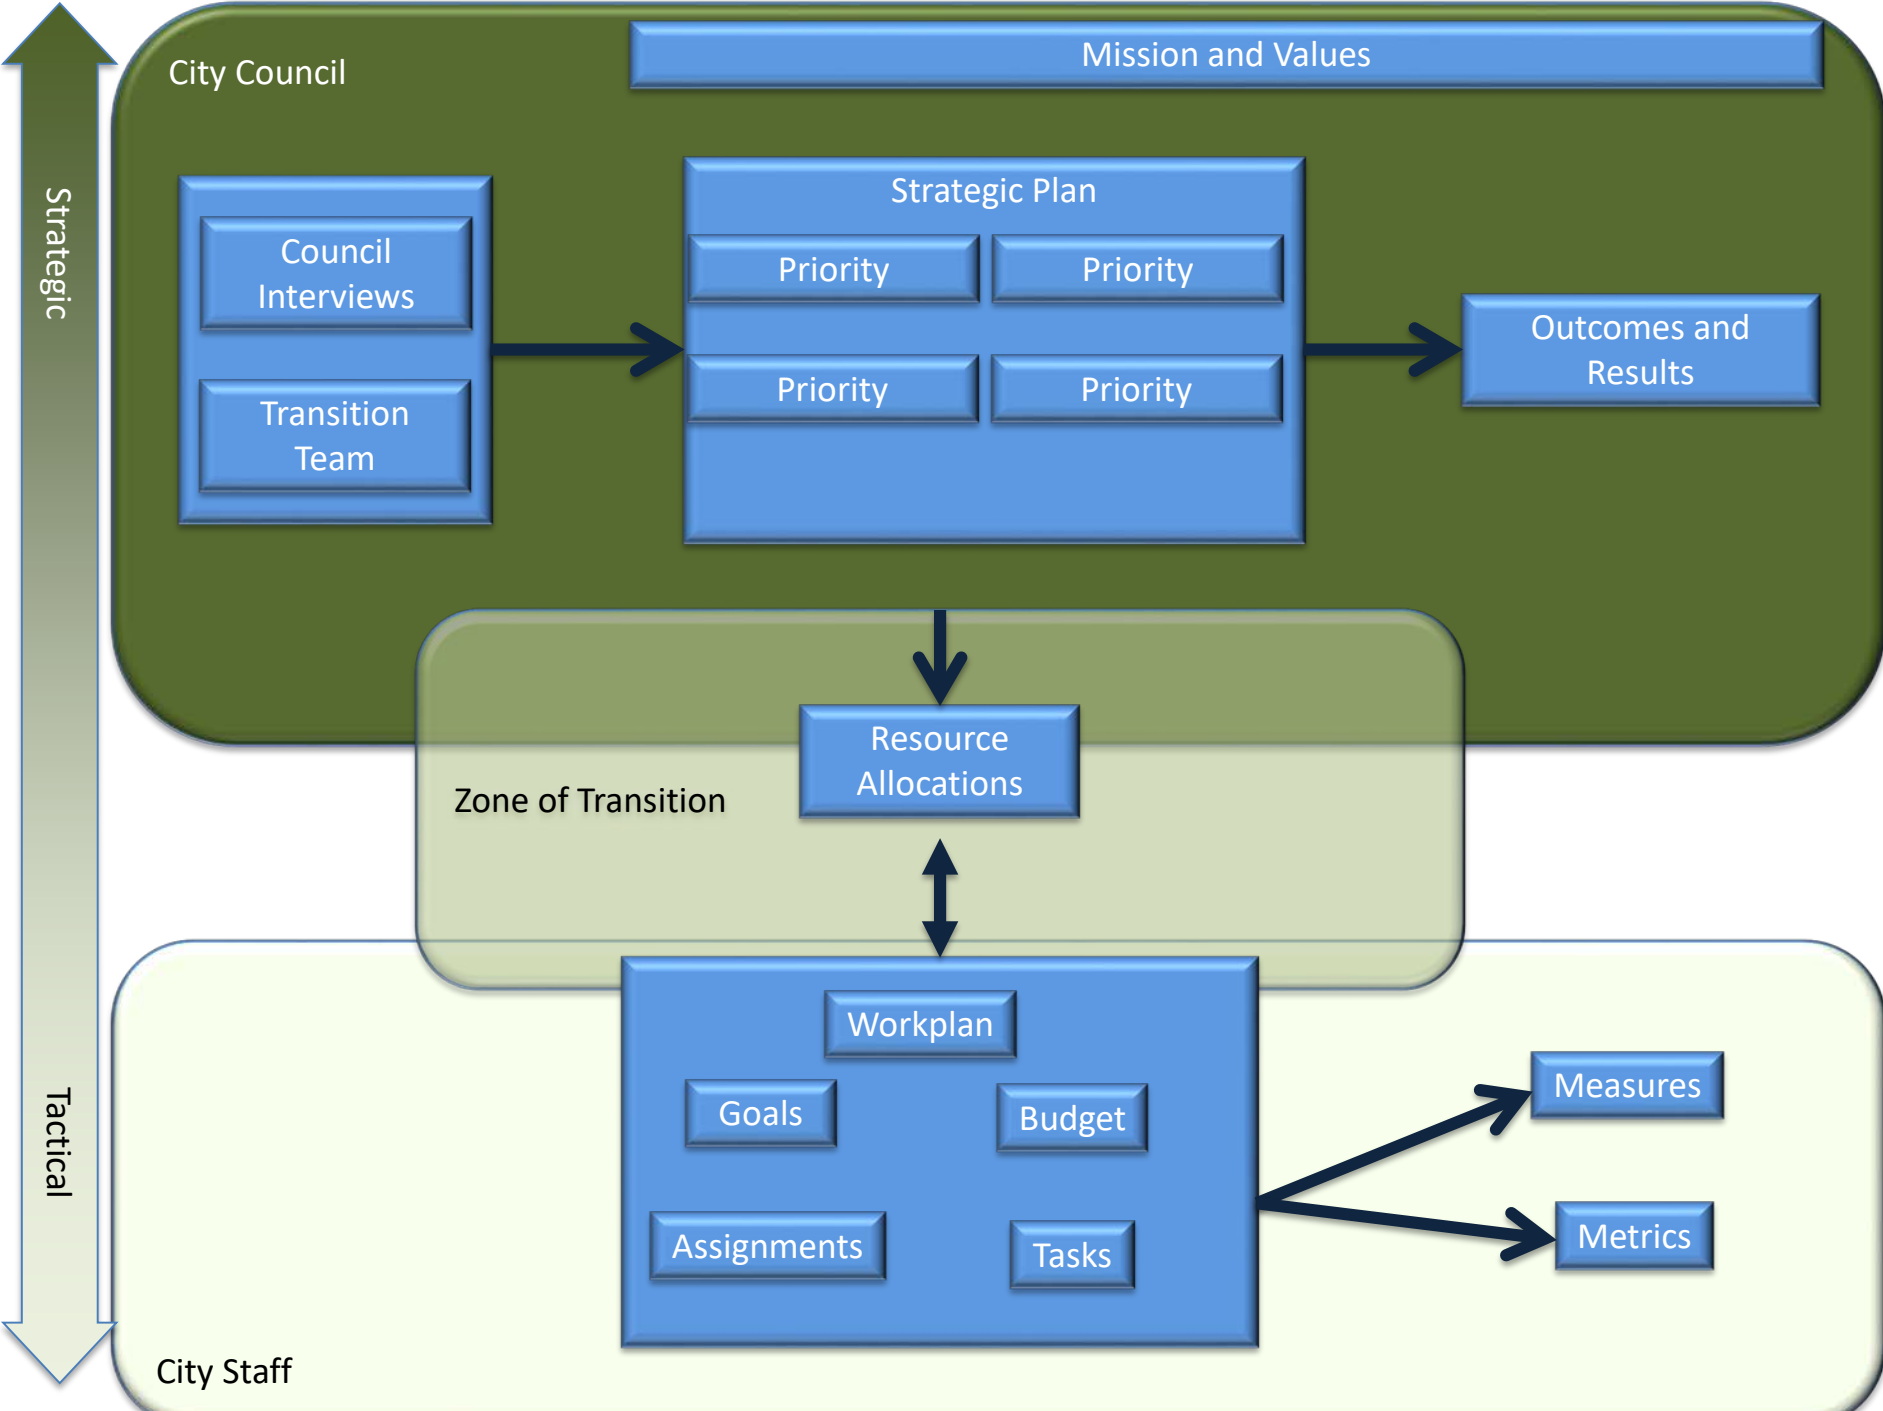 City Council
Mission and Values
Strategic
Council
Interviews
Transition
Team
Strategic Plan
Priority
Priority
Priority
Priority
Outcomes and
Results
Resource
Allocations
Zone of Transition
Tactical
Workplan
Goals
Budget
Assignments
Tasks
Measures
Metrics
City Staff